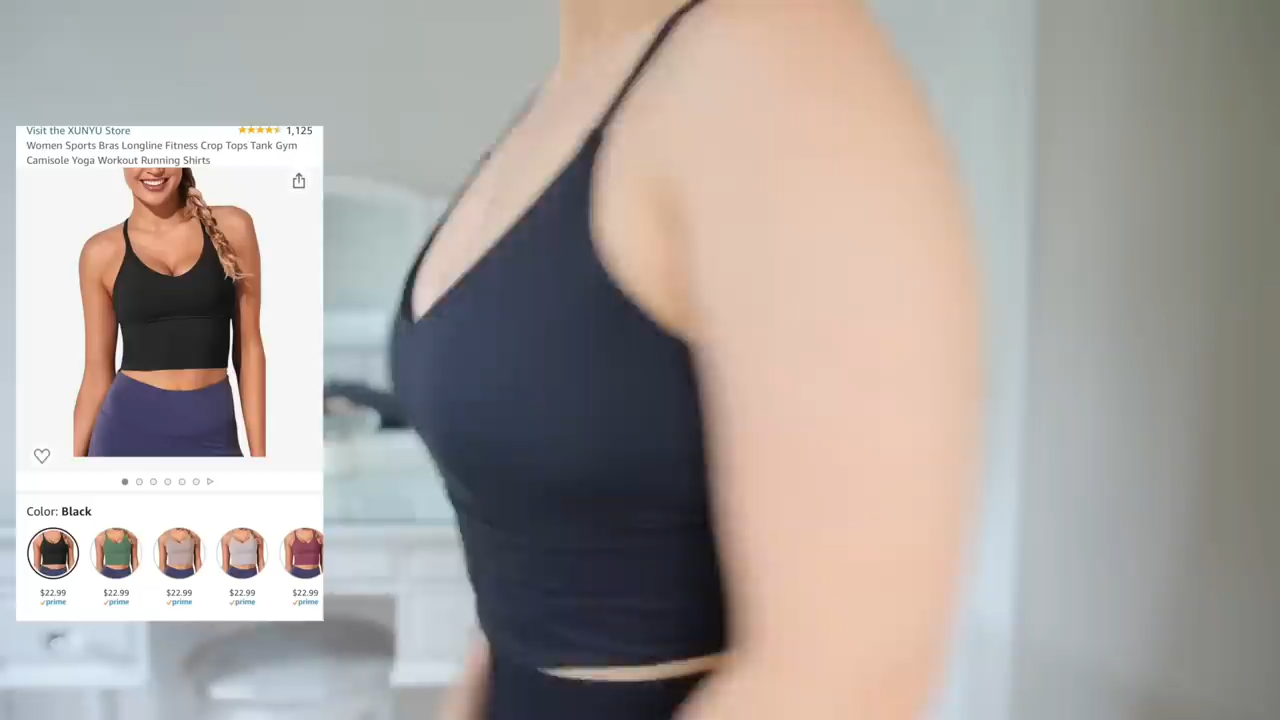 Visit the XUNYU Store 1,125
Women Sports Bras Longline Fitness Crop Tops Tank Gym
Camisole Yoga Workout Running Shirts
Color: Black
$22.99 $22.99 $22.99 $22.99 $22.99
prime prime prime prime prime